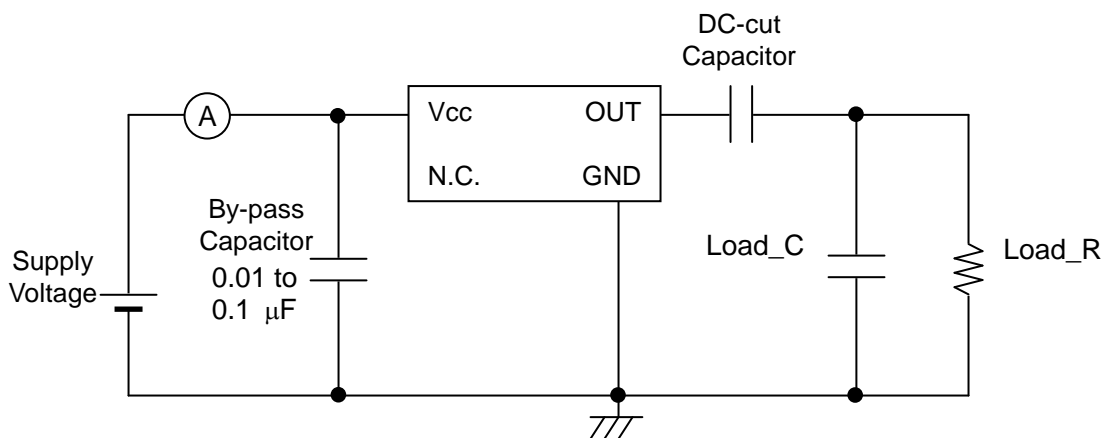 DC-cut
Capacitor
A
Vcc
OUT
N.C.
GND
By-pass
Capacitor
0.01 to
0.1 μF
Supply
Voltage
Load_C
Load_R